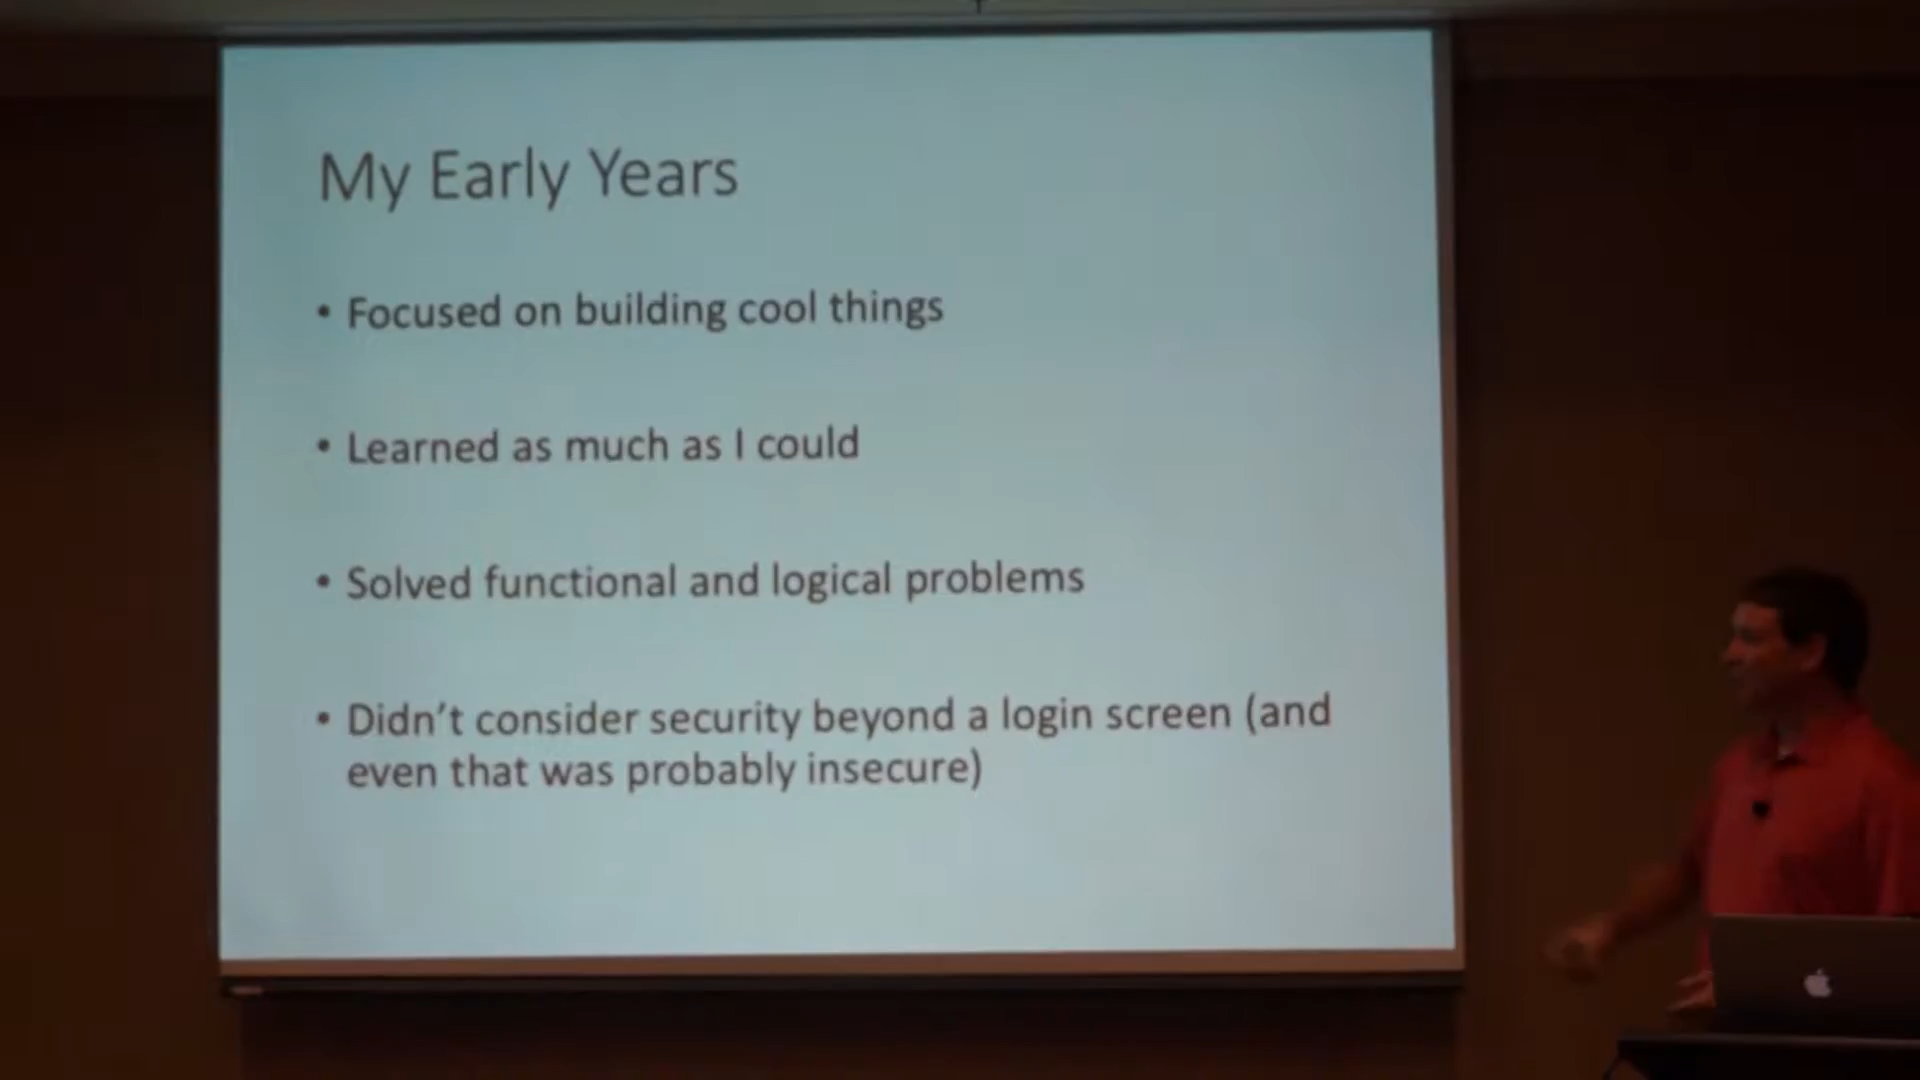 My Early Years
• Focused on building cool things
• Learned as much as I could
• Solved functional and logical problems
• Didn't consider security beyond a login screen (and
even that was probably insecure)